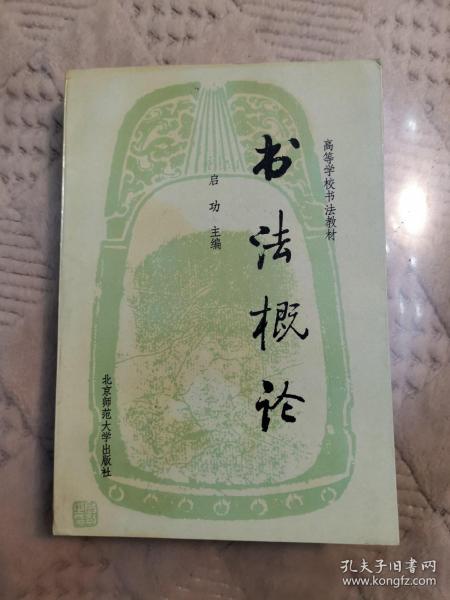 高等学校书法教材
书法概论
启功 主编
北京师范大学出版社
孔夫子旧书网
www.kongfz.com